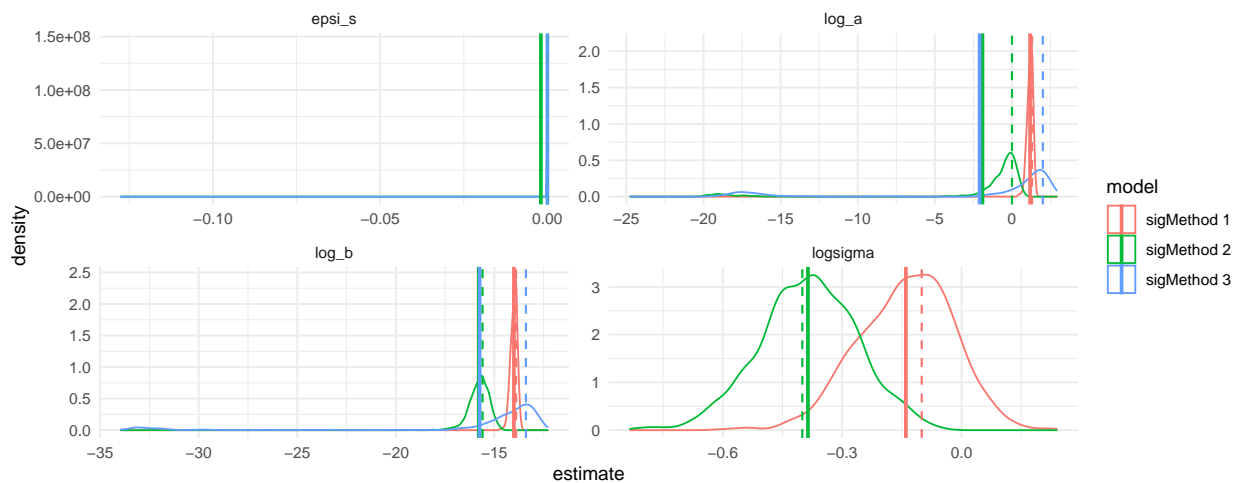 epsi_s
log_a
1.5e+08
1.0e+08
5.0e+07
0.0e+00
−0.10
−0.05
0.00
2.0
1.5
1.0
0.5
0.0
−25
−20
−15
−10
−5
0
log_b
logsigma
2.5
2.0
1.5
1.0
0.5
0.0
−35
−30
−25
−20
−15
3
2
1
0
−0.6
−0.3
0.0
density
estimate
model
sigMethod 1
sigMethod 2
sigMethod 3